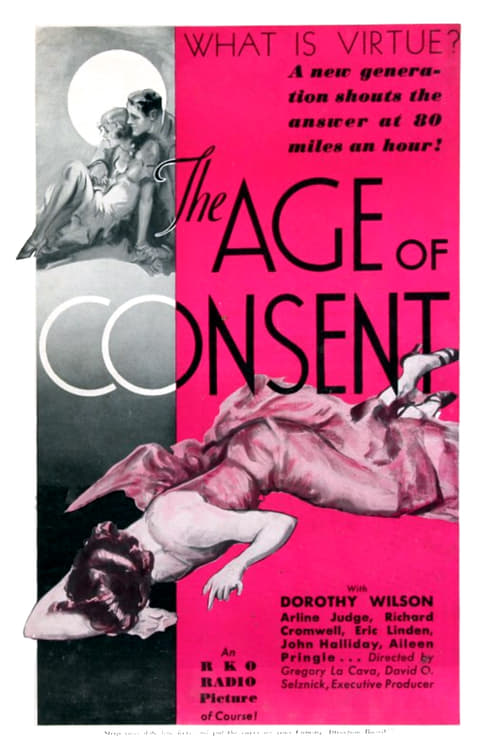 WHAT IS VIRTUE?
A new genera-
tion shouts the
answer at 80
miles an hour!
The
AGE OF
CONSENT
With
DOROTHY WILSON
Arline Judge, Richard
Cromwell, Eric Linden,
John Halliday, Aileen
Pringle... Directed by
Gregory La Cava, David O.
Selznick, Executive Producer
An
RKO
RADIO
Picture
of Course!